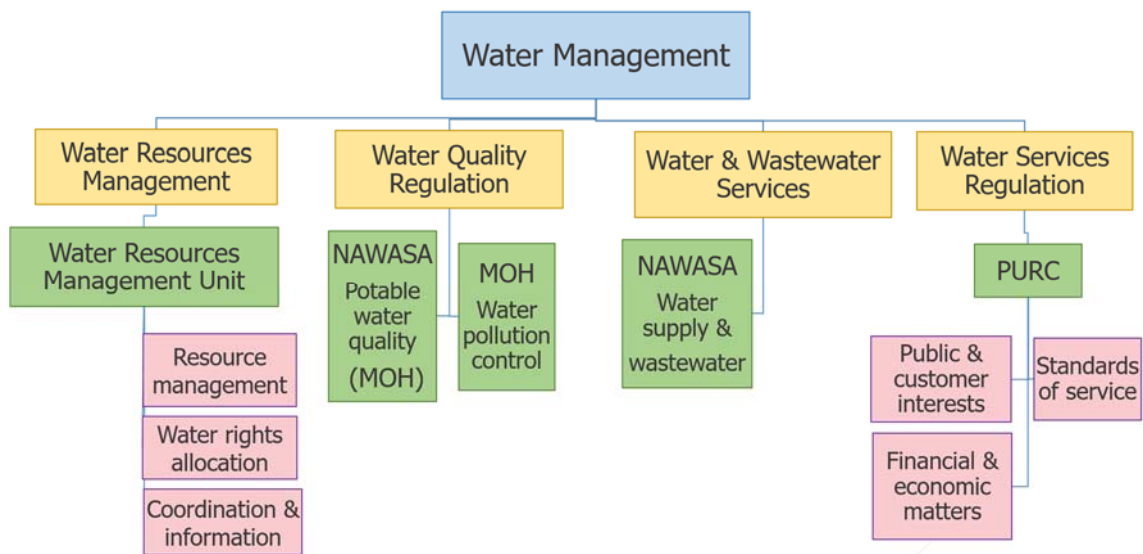 Water Management
Water Resources
Management
Water Quality
Regulation
Water & Wastewater
Services
Water Services
Regulation
Water Resources
Management Unit
Resource
management
Water rights
allocation
Coordination &
information
NAWASA
Potable
water
quality
(MOH)
MOH
Water
pollution
control
NAWASA
Water
supply &
wastewater
PURC
Public &
customer
interests
Standards
of service
Financial &
economic
matters